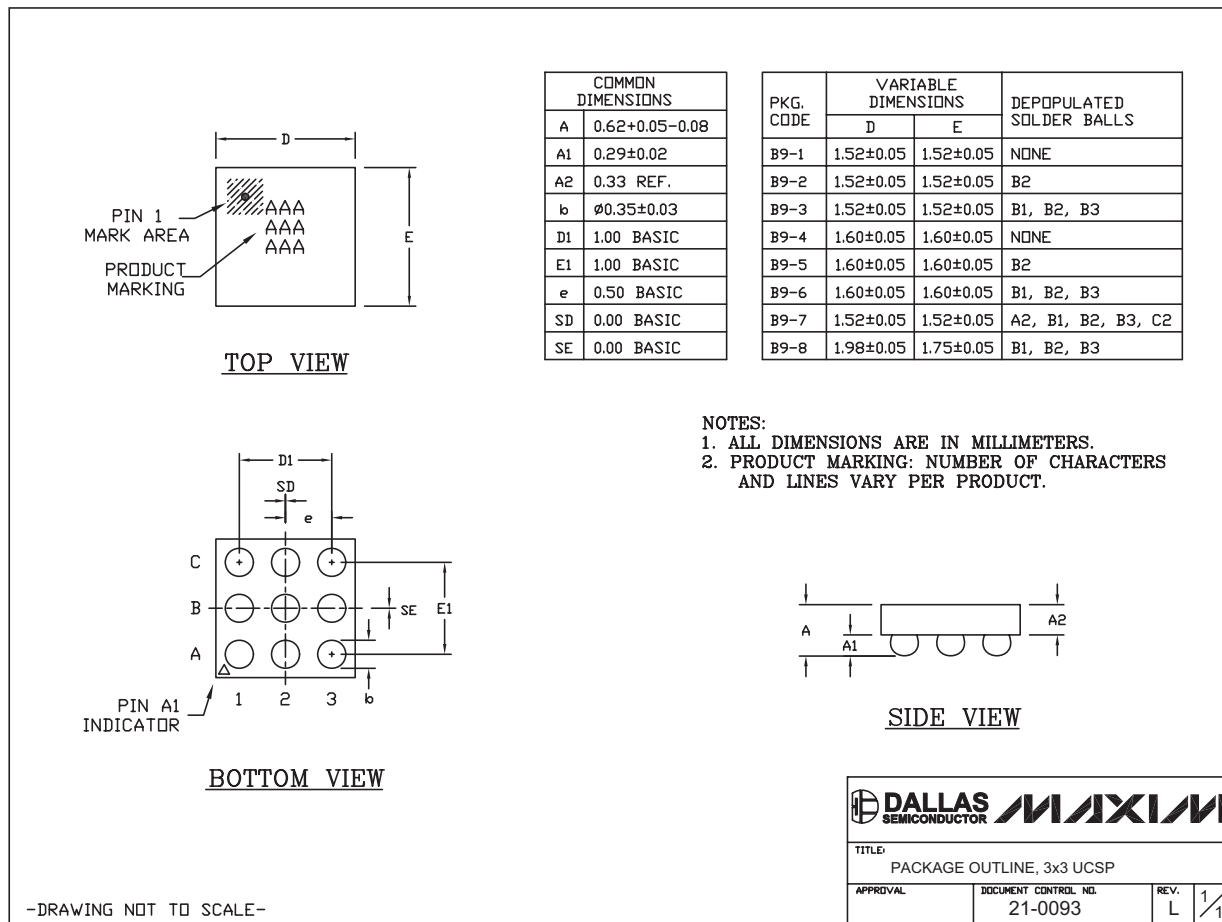 COMMON
DIMENSIONS
A 0.62+0.05-0.08
A1 0.29±0.02
A2 0.33 REF.
b ø0.35±0.03
D1 1.00 BASIC
E1 1.00 BASIC
e 0.50 BASIC
SD 0.00 BASIC
SE 0.00 BASIC
PKG. CODE VARIABLE DIMENSIONS DEPOPULATED SOLDER BALLS
D E
B9-1 1.52±0.05 1.52±0.05 NONE
B9-2 1.52±0.05 1.52±0.05 B2
B9-3 1.52±0.05 1.52±0.05 B1, B2, B3
B9-4 1.60±0.05 1.60±0.05 NONE
B9-5 1.60±0.05 1.60±0.05 B2
B9-6 1.60±0.05 1.60±0.05 B1, B2, B3
B9-7 1.52±0.05 1.52±0.05 A2, B1, B2, B3, C2
B9-8 1.98±0.05 1.75±0.05 B1, B2, B3
D
E
PIN 1
MARK AREA
AAA
AAA
AAA
PRODUCT
MARKING
TOP VIEW
NOTES:
1. ALL DIMENSIONS ARE IN MILLIMETERS.
2. PRODUCT MARKING: NUMBER OF CHARACTERS
AND LINES VARY PER PRODUCT.
D1
SD
e
C
B
A
SE
E1
1 2 3 b
PIN A1
INDICATOR
BOTTOM VIEW
A
A1
A2
SIDE VIEW
DALLAS
SEMICONDUCTOR
MAXIM
TITLE:
PACKAGE OUTLINE, 3x3 UCSP
APPROVAL
DOCUMENT CONTROL NO.
21-0093
REV.
L
1/1
-DRAWING NOT TO SCALE-